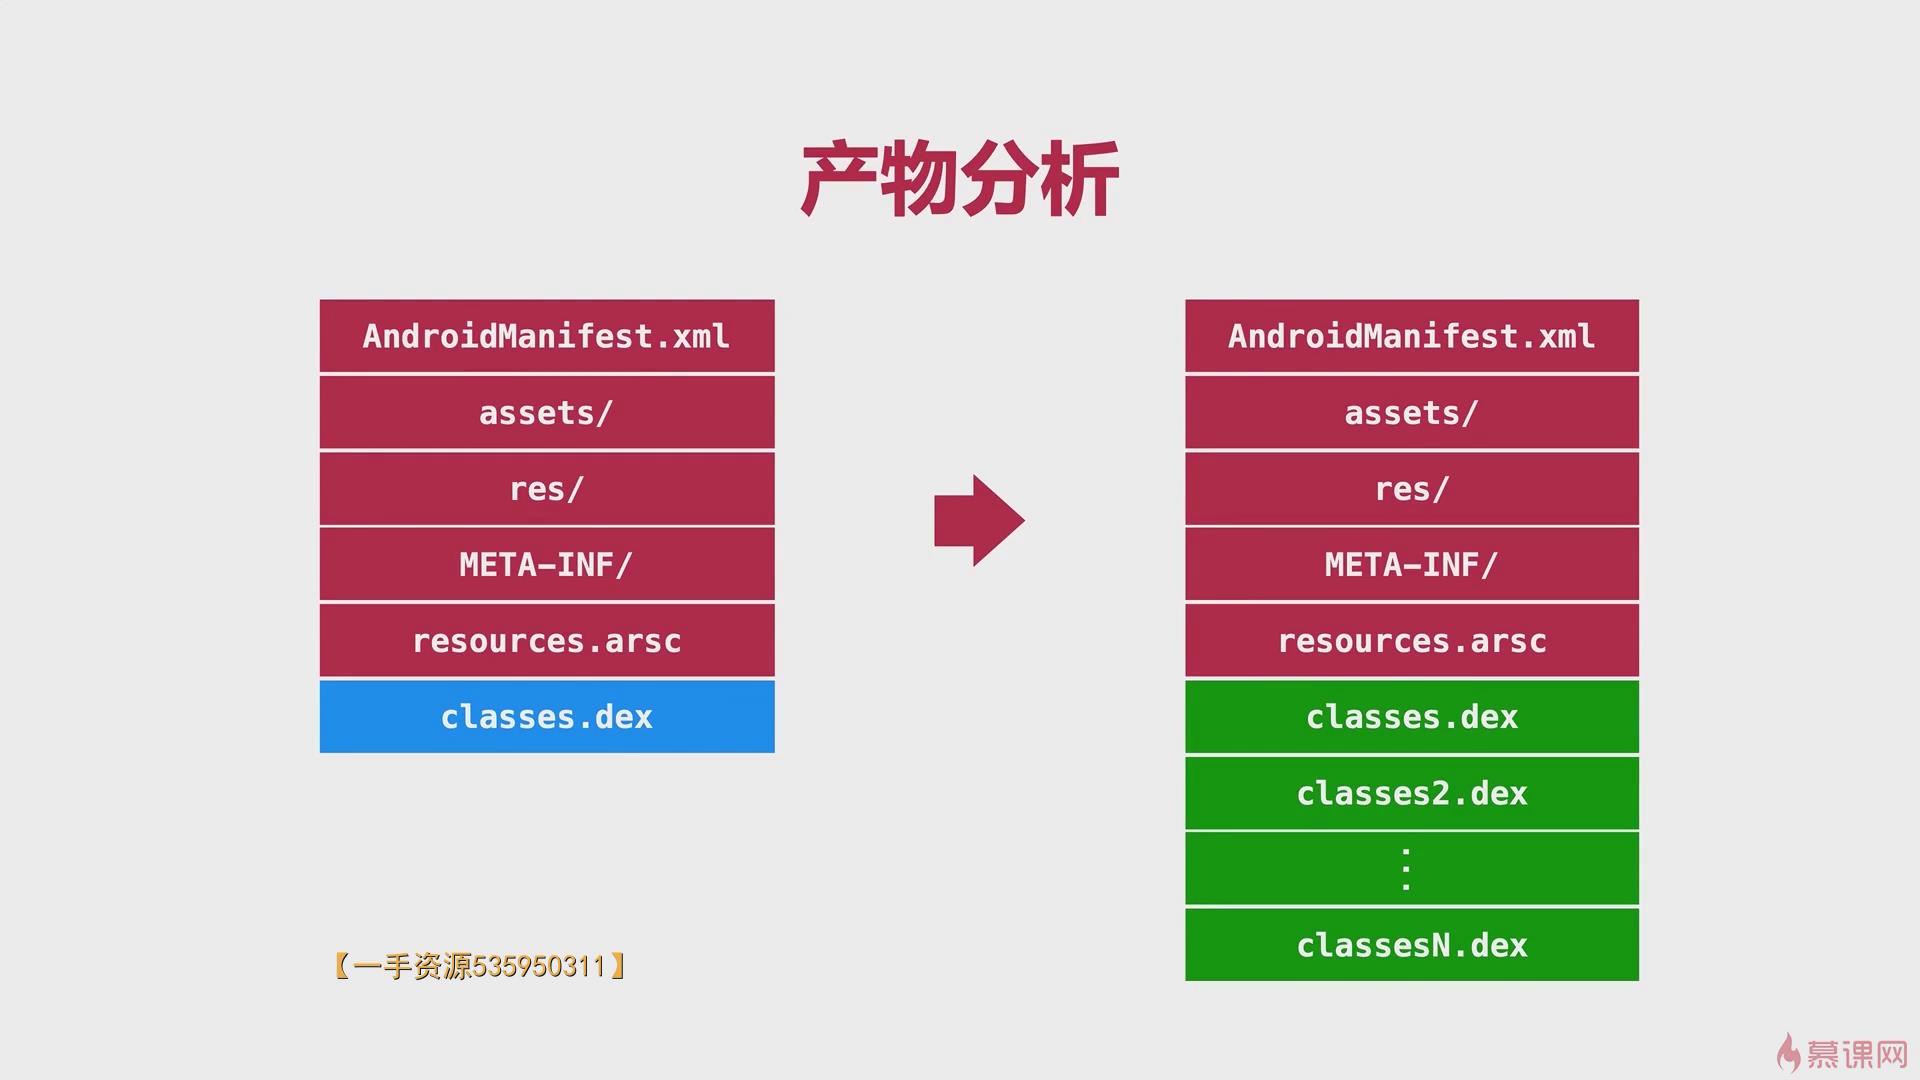 产物分析
AndroidManifest.xml
assets/
res/
META-INF/
resources.arsc
classes.dex
AndroidManifest.xml
assets/
res/
META-INF/
resources.arsc
classes.dex
classes2.dex
⋮
classesN.dex
【一手资源535950311】
慕课网